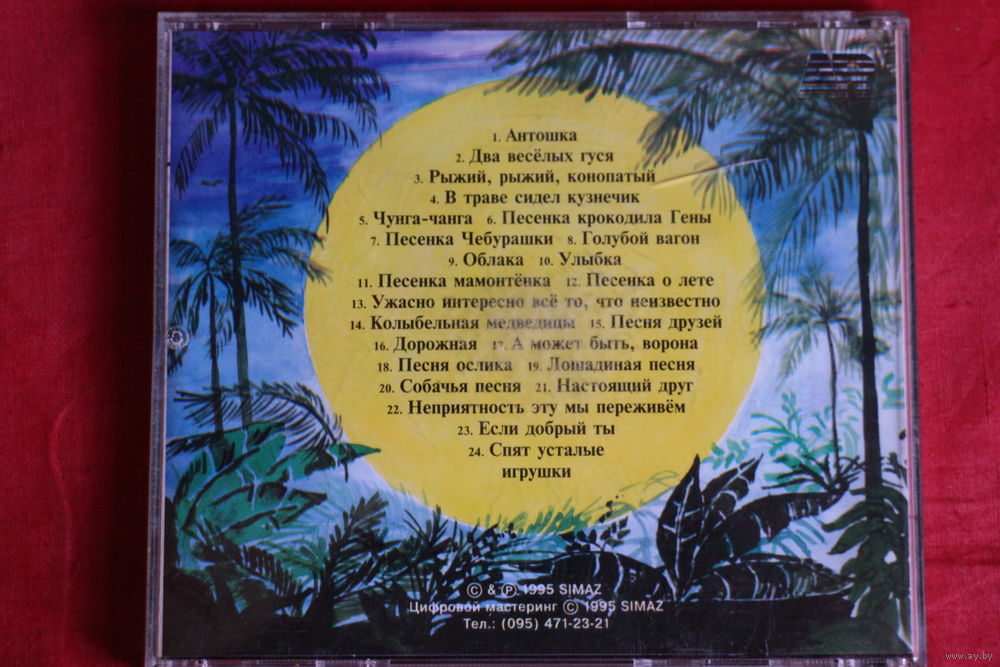 1. Антошка
2. Два весёлых гуся
3. Рыжий, рыжий, конопатый
4. В траве сидел кузнечик
5. Чунга-чанга 6. Песенка крокодила Гены
7. Песенка Чебурашки 8. Голубой вагон
9. Облака 10. Улыбка
11. Песенка мамонтёнка 12. Песенка о лете
13. Ужасно интересно всё то, что неизвестно
14. Колыбельная медведицы 15. Песня друзей
16. Дорожная 17. А может быть, ворона
18. Песня ослика 19. Лошадиная песня
20. Собачья песня 21. Настоящий друг
22. Неприятность эту мы переживём
23. Если добрый ты
24. Спят усталые
игрушки
© & ℗ 1995 SIMAZ
Цифровой мастеринг © 1995 SIMAZ
Тел.: (095) 471-23-21
www.ay.by